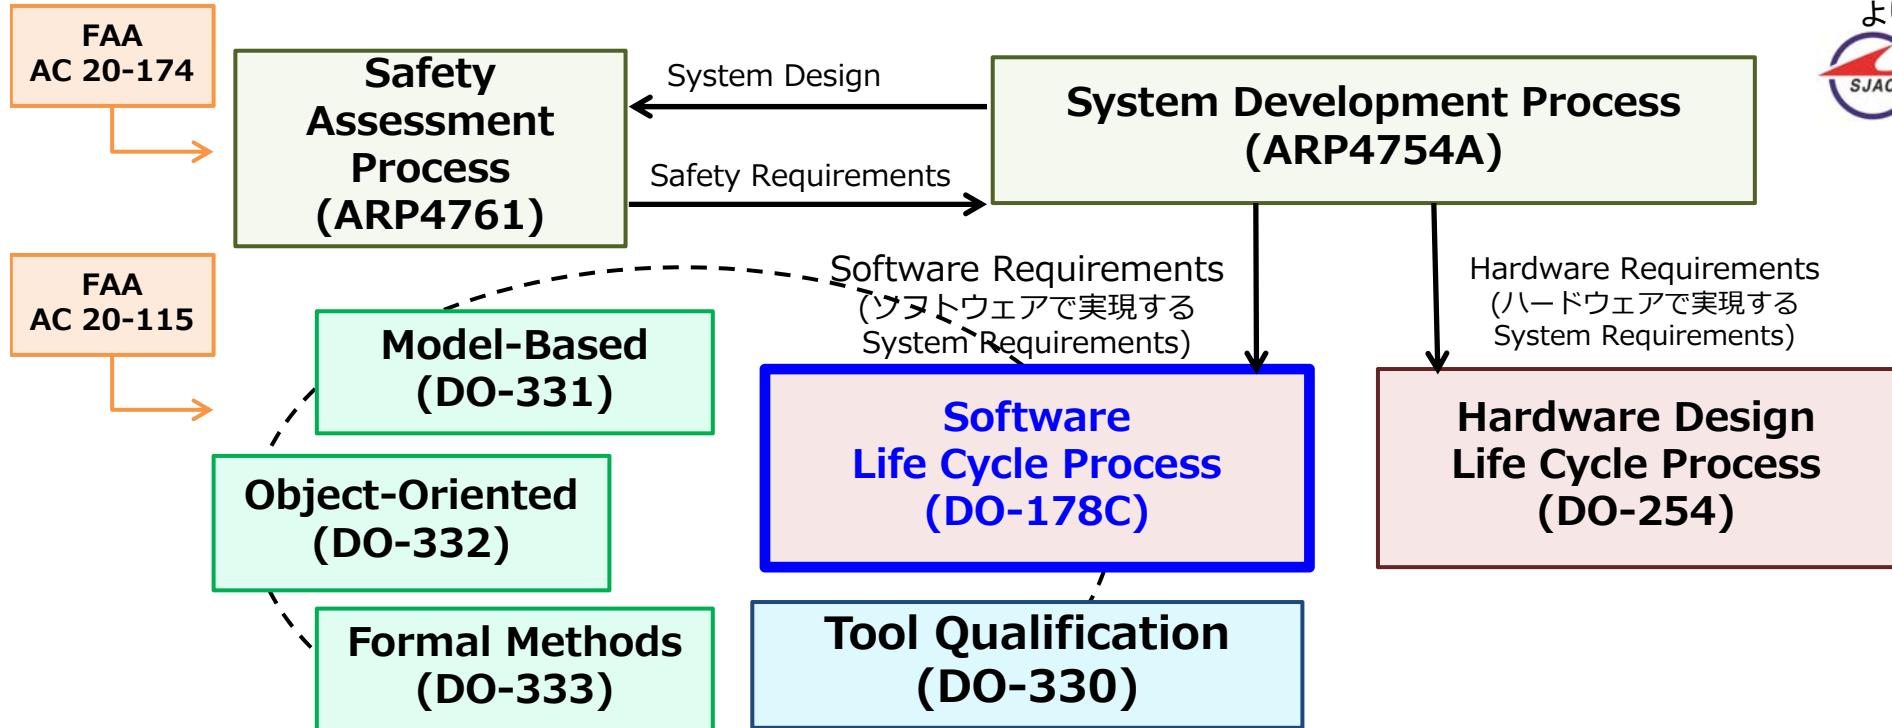 FAA
AC 20-174
Safety
Assessment
Process
(ARP4761)
System Design
Safety Requirements
System Development Process
(ARP4754A)
SJAC
FAA
AC 20-115
Software Requirements
(ソフトウェアで実現する
System Requirements)
Hardware Requirements
(ハードウェアで実現する
System Requirements)
Model-Based
(DO-331)
Object-Oriented
(DO-332)
Formal Methods
(DO-333)
Software
Life Cycle Process
(DO-178C)
Hardware Design
Life Cycle Process
(DO-254)
Tool Qualification
(DO-330)